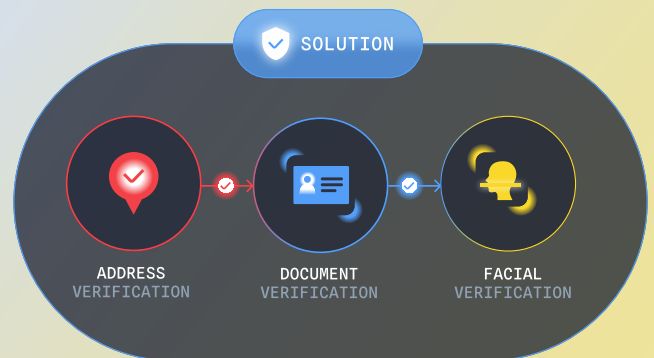 SOLUTION
ADDRESS
VERIFICATION
DOCUMENT
VERIFICATION
FACIAL
VERIFICATION